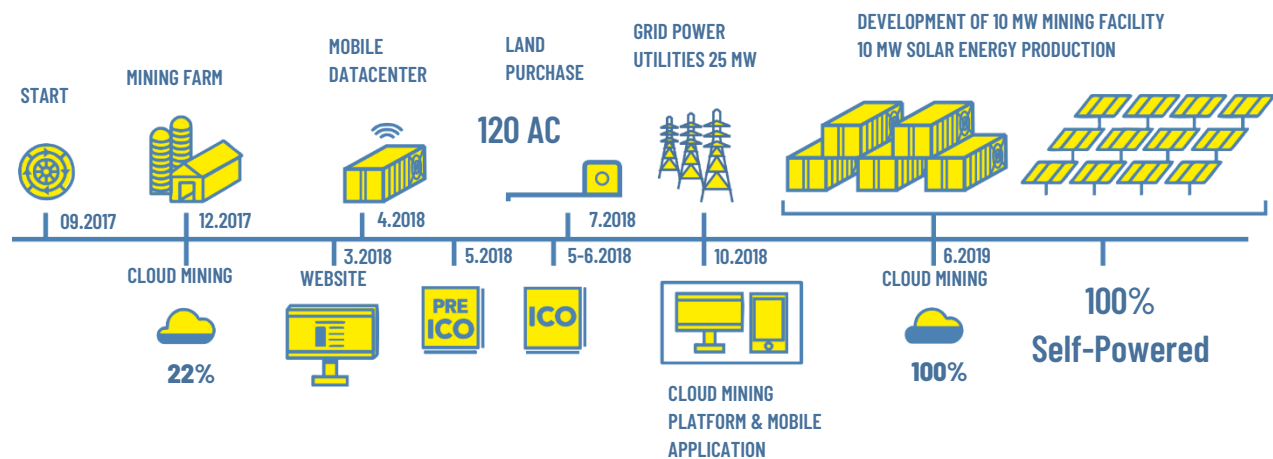 START
MINING FARM
MOBILE
DATACENTER
LAND
PURCHASE
120 AC
GRID POWER
UTILITIES 25 MW
DEVELOPMENT OF 10 MW MINING FACILITY
10 MW SOLAR ENERGY PRODUCTION
09.2017
12.2017
4.2018
7.2018
3.2018
5.2018
5-6.2018
10.2018
6.2019
CLOUD MINING
22%
WEBSITE
PRE
ICO
ICO
CLOUD MINING
PLATFORM & MOBILE
APPLICATION
CLOUD MINING
100%
100%
Self-Powered